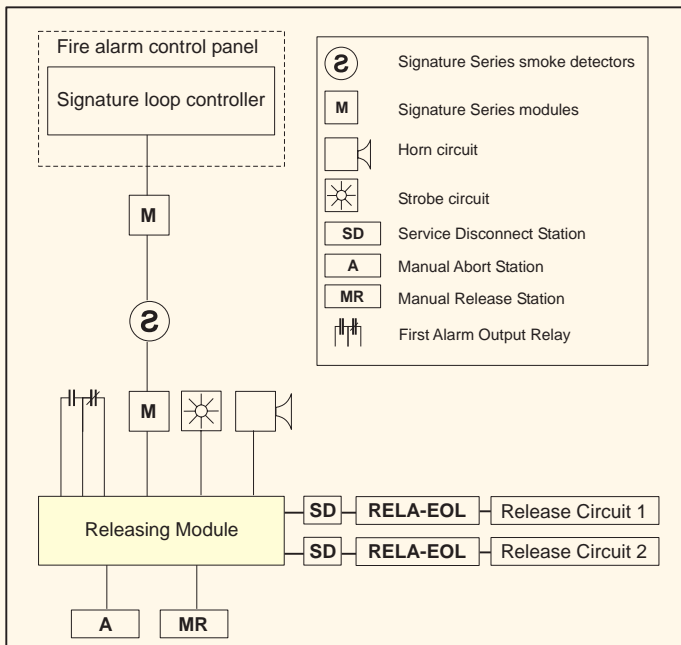 Fire alarm control panel
Signature loop controller
M
S
M
Releasing Module
SD
RELA-EOL
Release Circuit 1
SD
RELA-EOL
Release Circuit 2
A
MR
S
Signature Series smoke detectors
M
Signature Series modules
Horn circuit
Strobe circuit
SD
Service Disconnect Station
A
Manual Abort Station
MR
Manual Release Station
First Alarm Output Relay